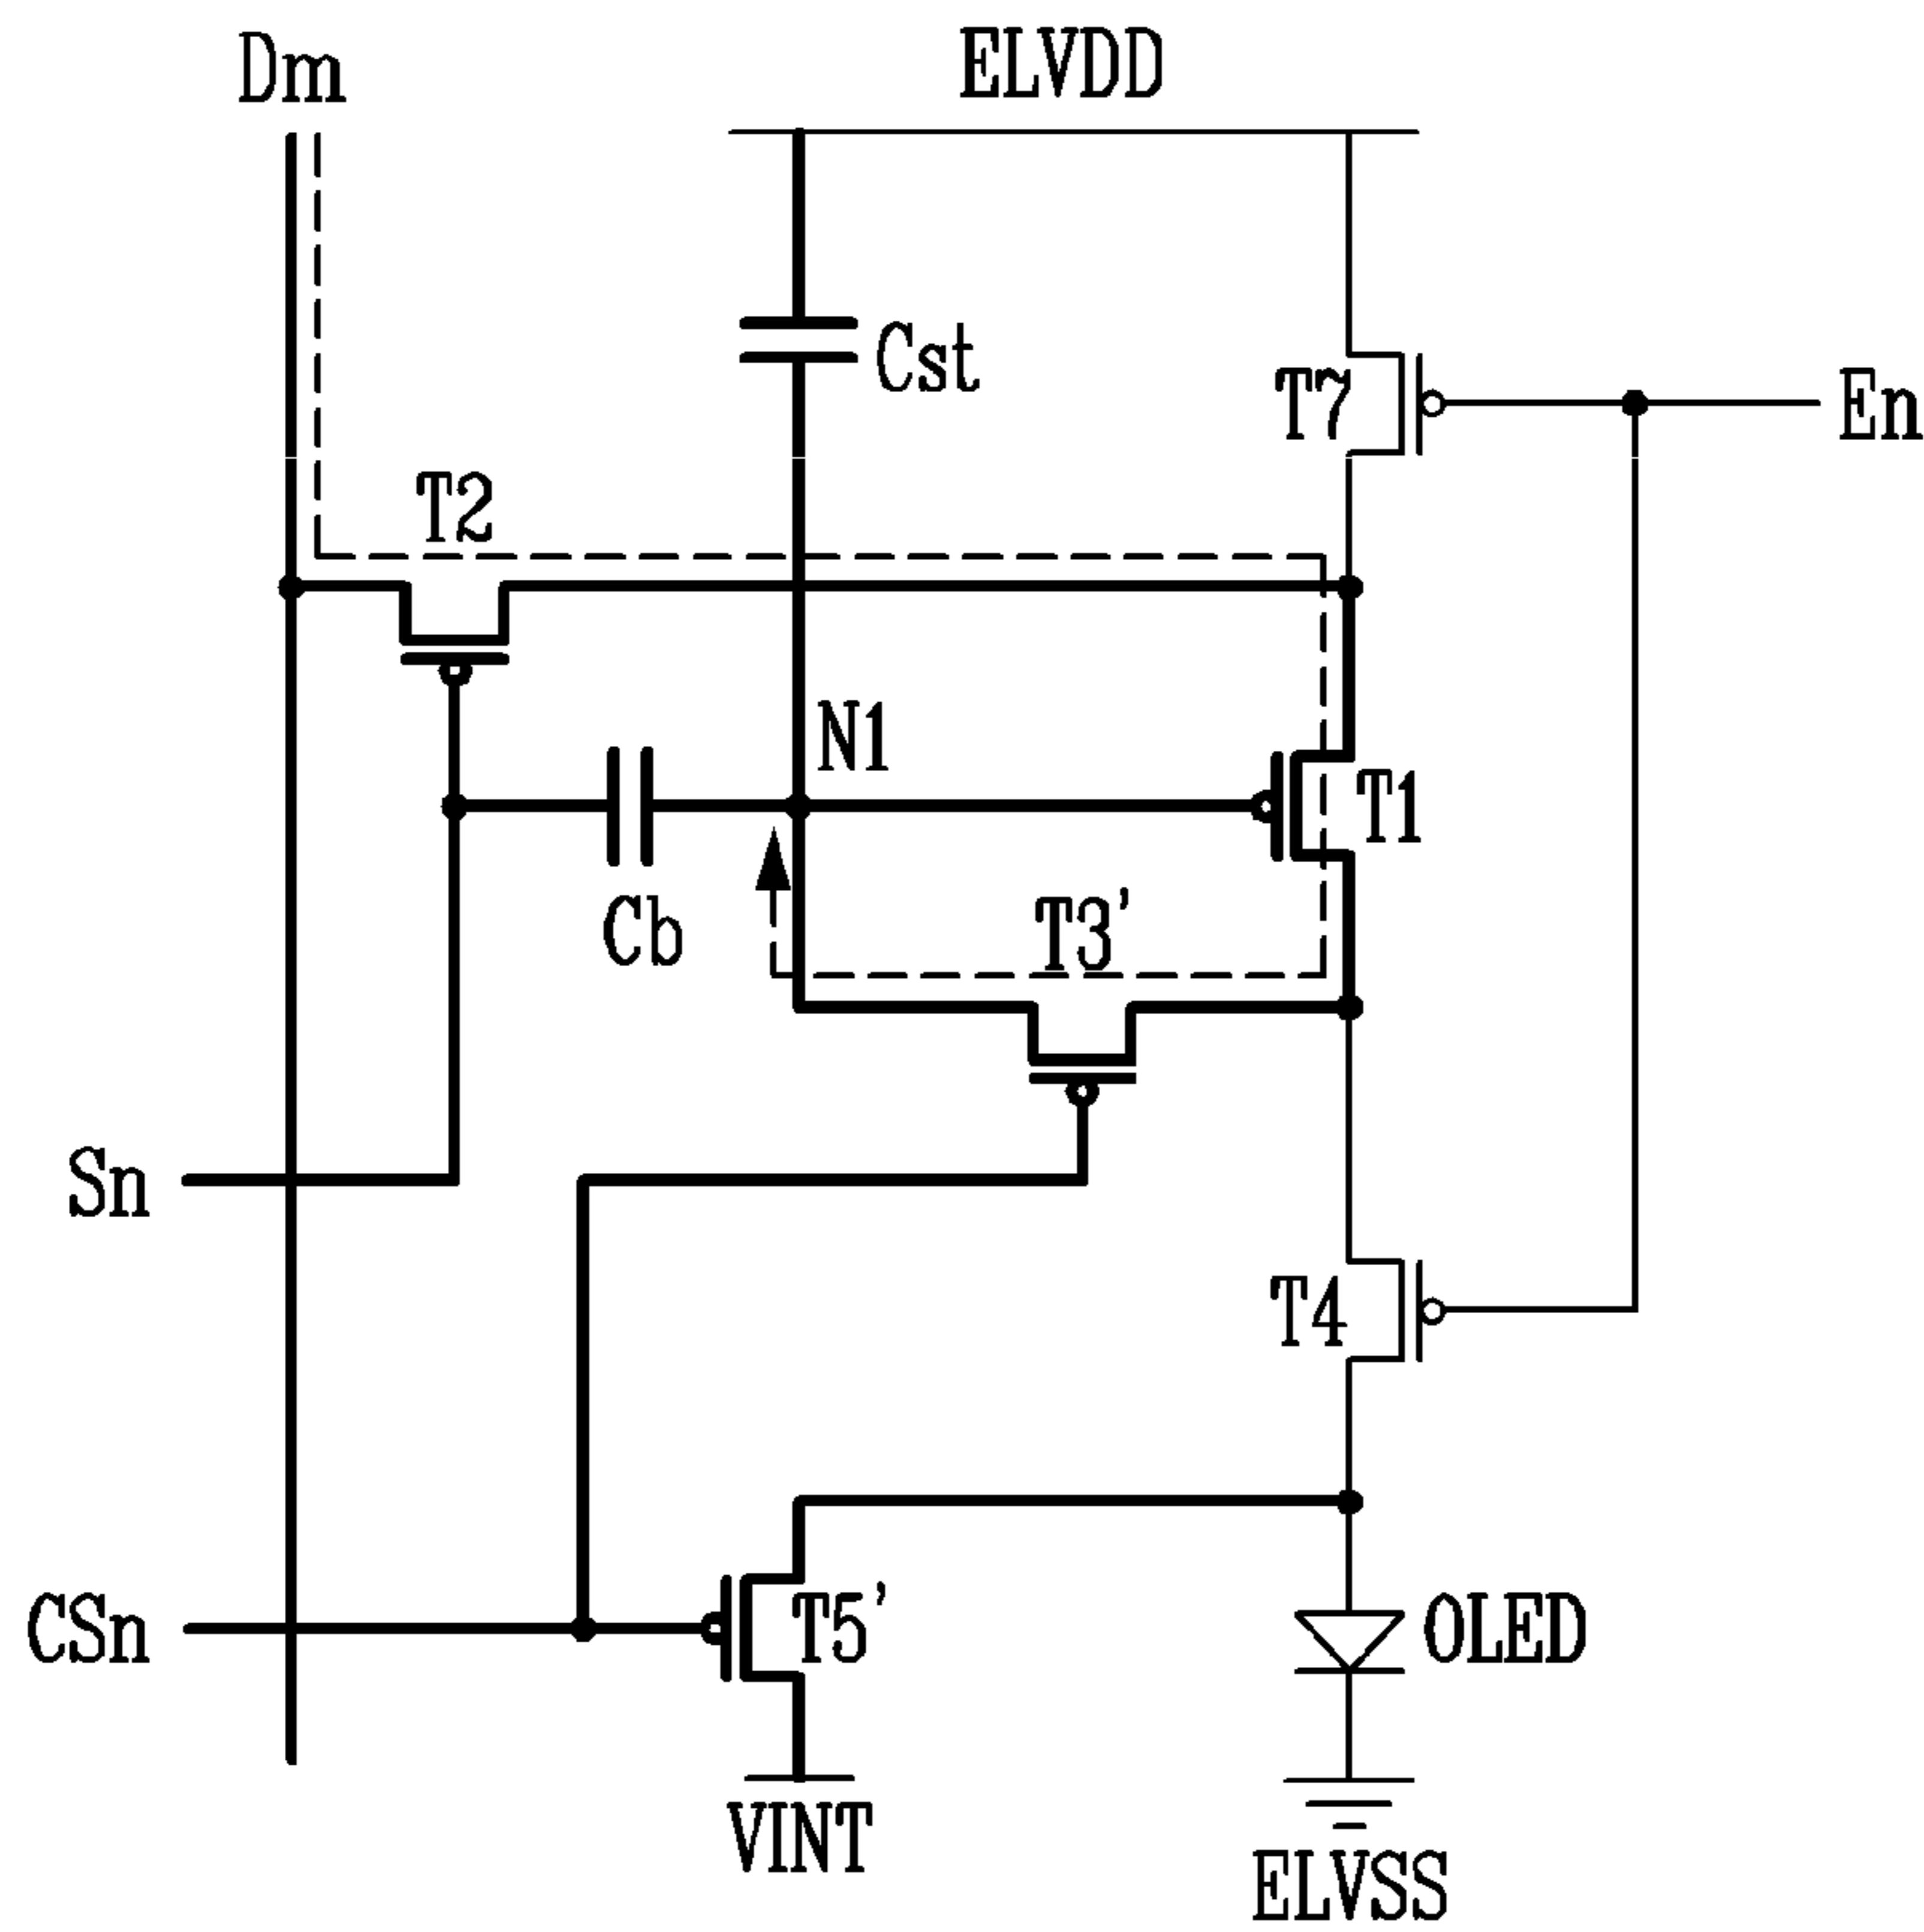 Dm
ELVDD
Cst
T7
En
T2
N1
T1
Cb
T3'
Sn
T4
CSn
T5'
OLED
VINT
ELVSS